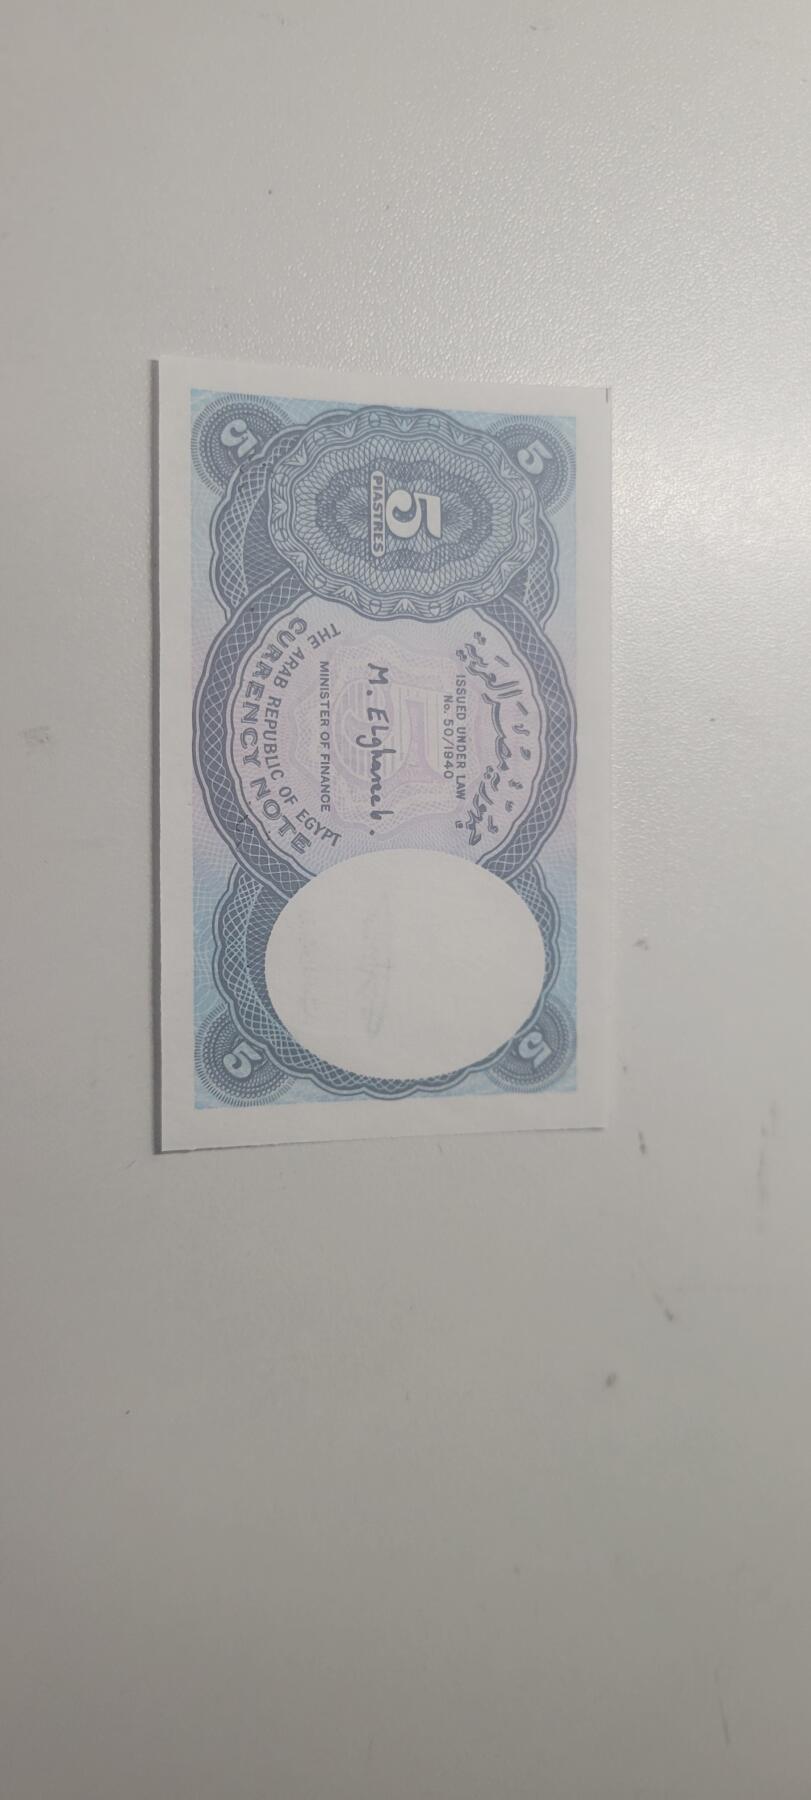 جمهورية مصر العربية
ISSUED UNDER LAW
No. 50/1940
M. Elghareeb.
MINISTER OF FINANCE
THE ARAB REPUBLIC OF EGYPT
CURRENCY NOTE
5
PIASTRES
5
5
5
5